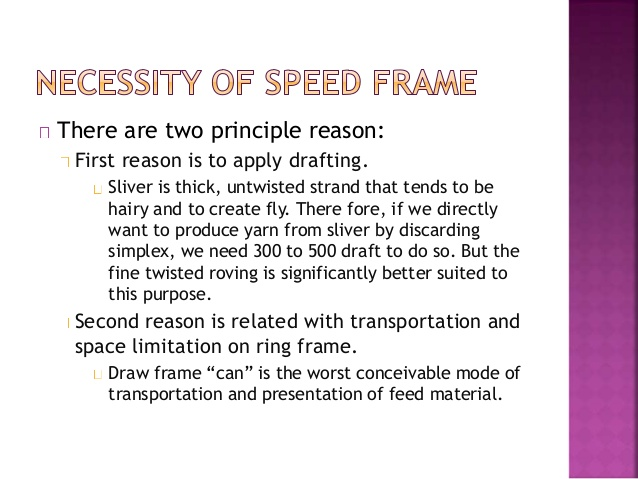 NECESSITY OF SPEED FRAME
There are two principle reason:
First reason is to apply drafting.
Sliver is thick, untwisted strand that tends to be
hairy and to create fly. There fore, if we directly
want to produce yarn from sliver by discarding
simplex, we need 300 to 500 draft to do so. But the
fine twisted roving is significantly better suited to
this purpose.
Second reason is related with transportation and
space limitation on ring frame.
Draw frame “can” is the worst conceivable mode of
transportation and presentation of feed material.